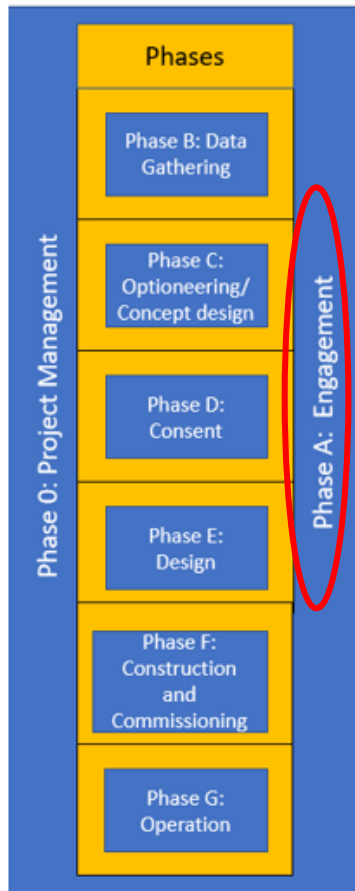 Phases
Phase B: Data
Gathering
Phase C:
Optioneering/
Concept design
Phase D:
Consent
Phase E:
Design
Phase F:
Construction
and
Commissioning
Phase G:
Operation
Phase 0: Project Management
Phase A: Engagement